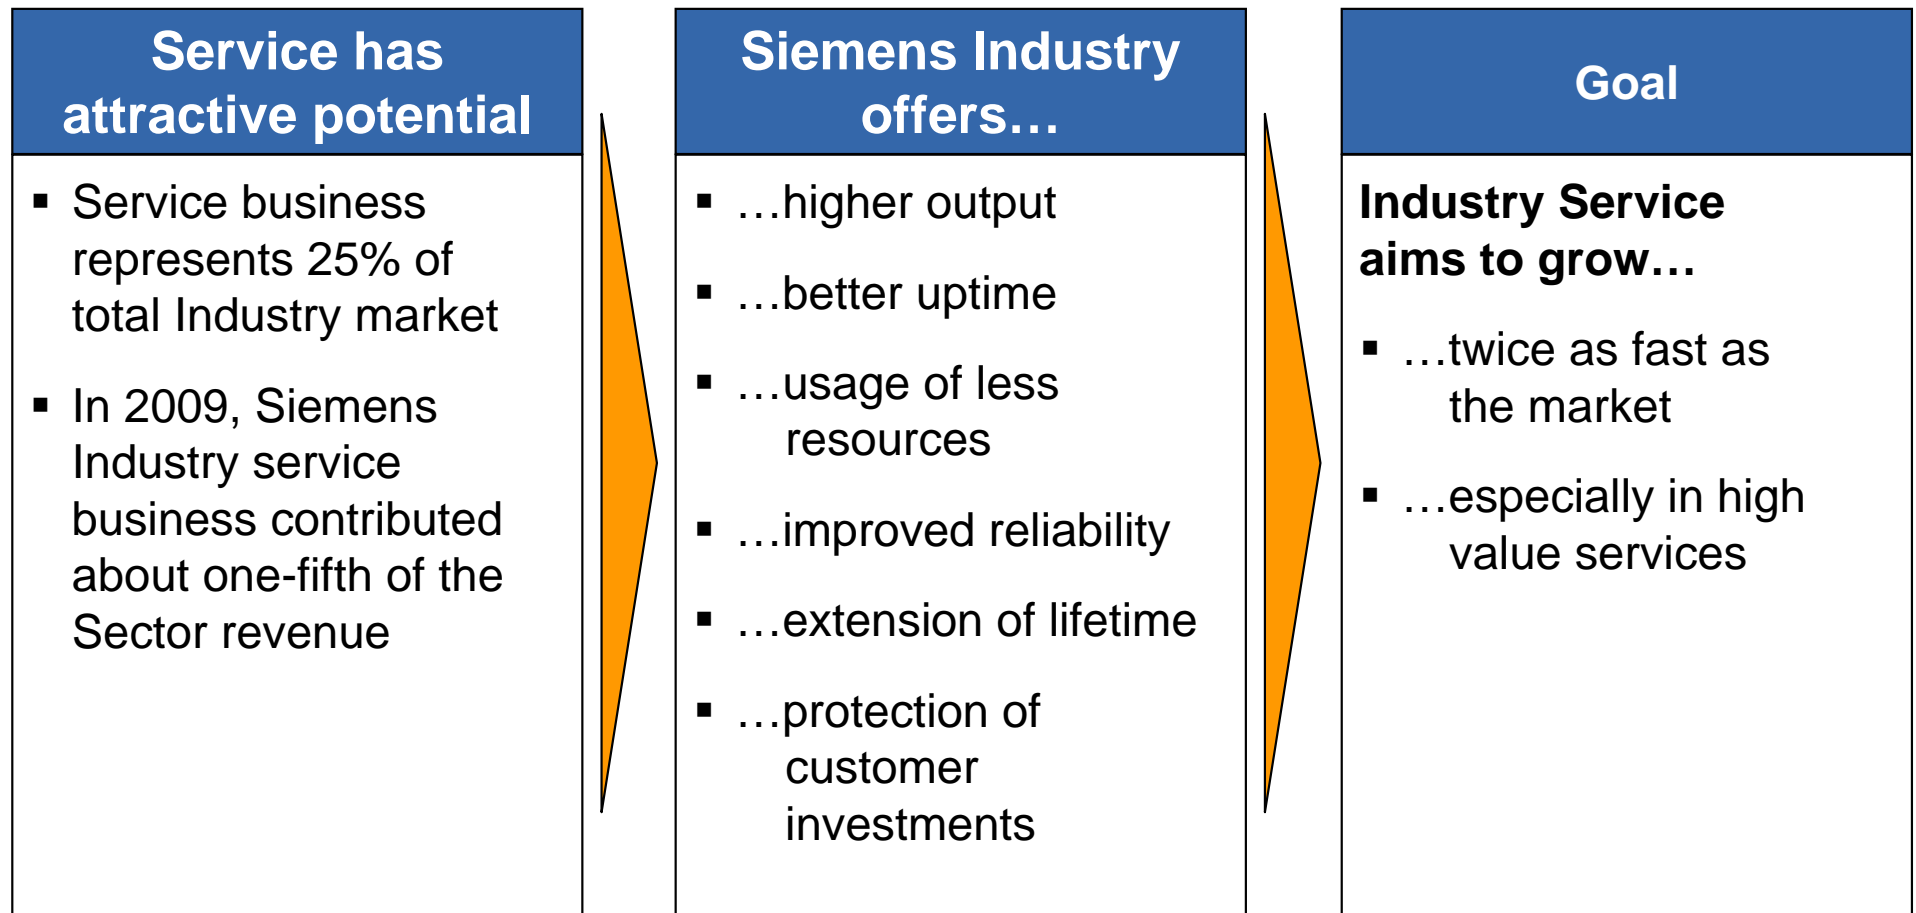 Service has
attractive potential
▪ Service business
represents 25% of
total Industry market
▪ In 2009, Siemens
Industry service
business contributed
about one-fifth of the
Sector revenue
Siemens Industry
offers…
▪ …higher output
▪ …better uptime
▪ …usage of less
resources
▪ …improved reliability
▪ …extension of lifetime
▪ …protection of
customer
investments
Goal
Industry Service
aims to grow…
▪ …twice as fast as
the market
▪ …especially in high
value services